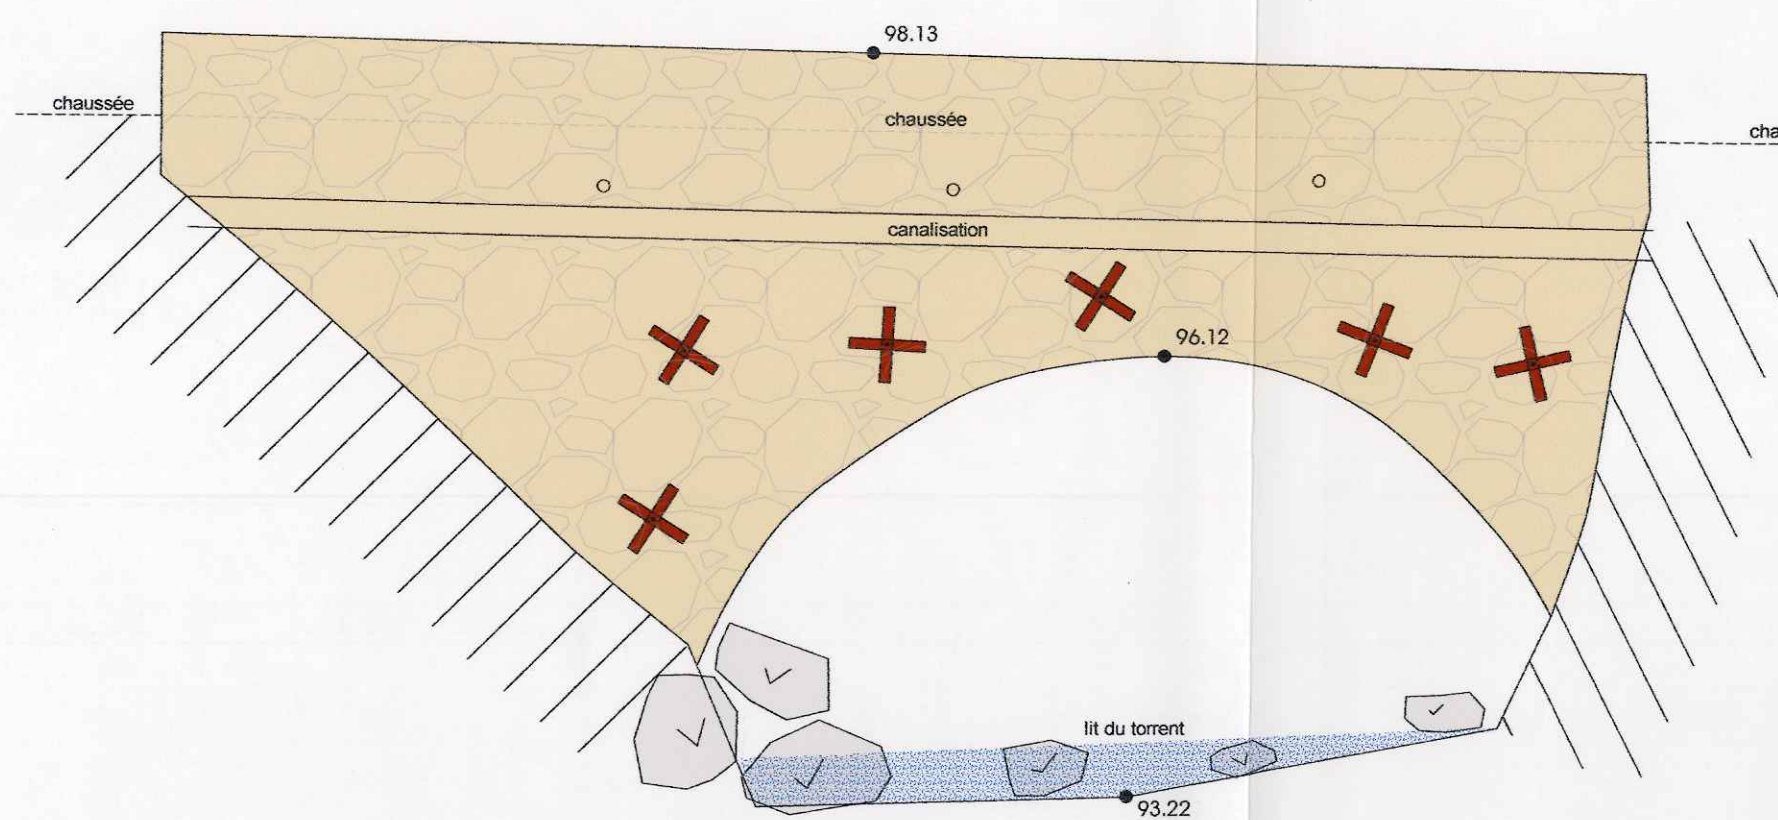 98.13
chaussée
chaussée
cha
canalisation
96.12
lit du torrent
93.22